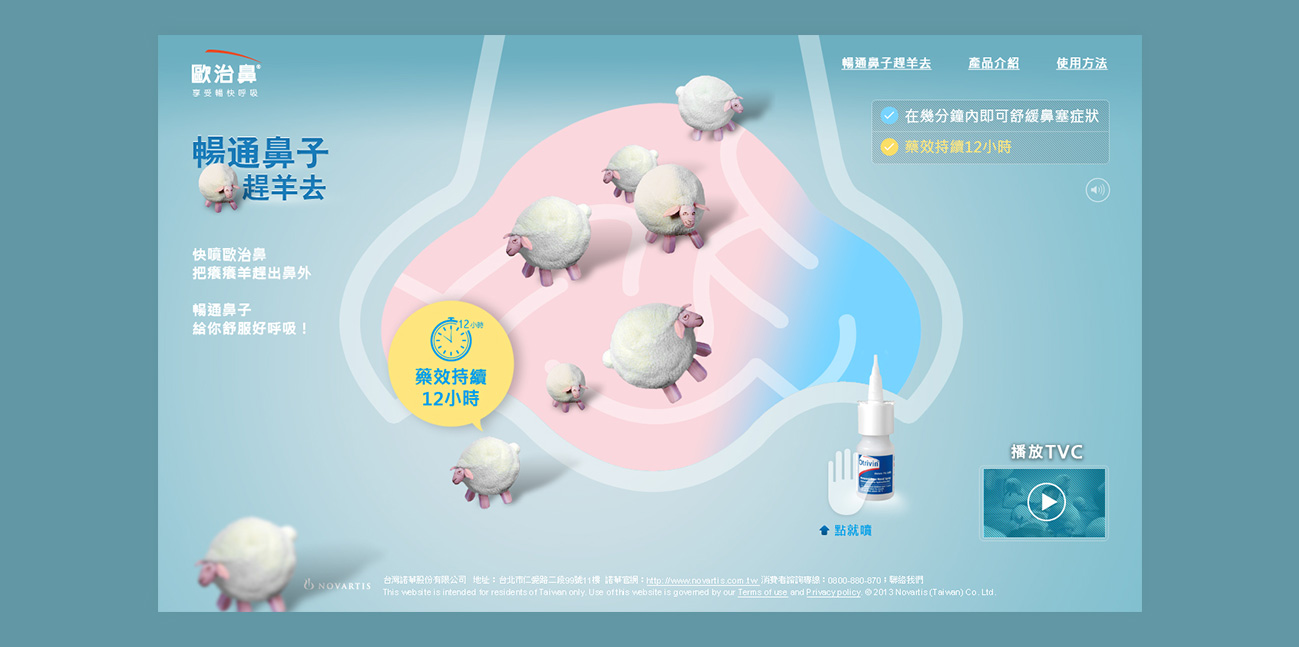 歐治鼻®
享受暢快呼吸
暢通鼻子趕羊去
產品介紹
使用方法
在幾分鐘內即可舒緩鼻塞症狀
藥效持續12小時
暢通鼻子
趕羊去
快噴歐治鼻
把癢癢羊趕出鼻外
暢通鼻子
給你舒服好呼吸！
12小時
藥效持續
12小時
Otrivin
點就噴
播放TVC
NOVARTIS
台灣諾華股份有限公司 地址：台北市仁愛路二段99號11樓 諾華官網：http://www.novartis.com.tw 消費者諮詢專線：0800-880-870：聯絡我們
This website is intended for residents of Taiwan only. Use of this website is governed by our Terms of use and Privacy policy. © 2013 Novartis (Taiwan) Co. Ltd.